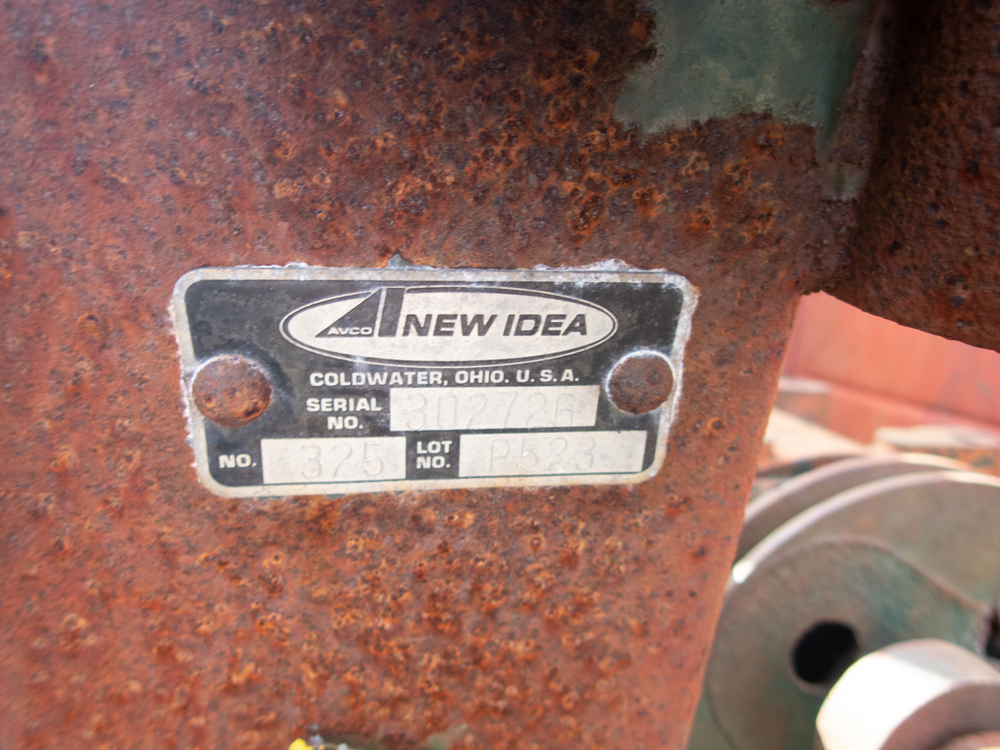 AVCO NEW IDEA
COLDWATER, OHIO. U.S.A.
SERIAL NO. 302726
NO. 325 LOT NO. P523